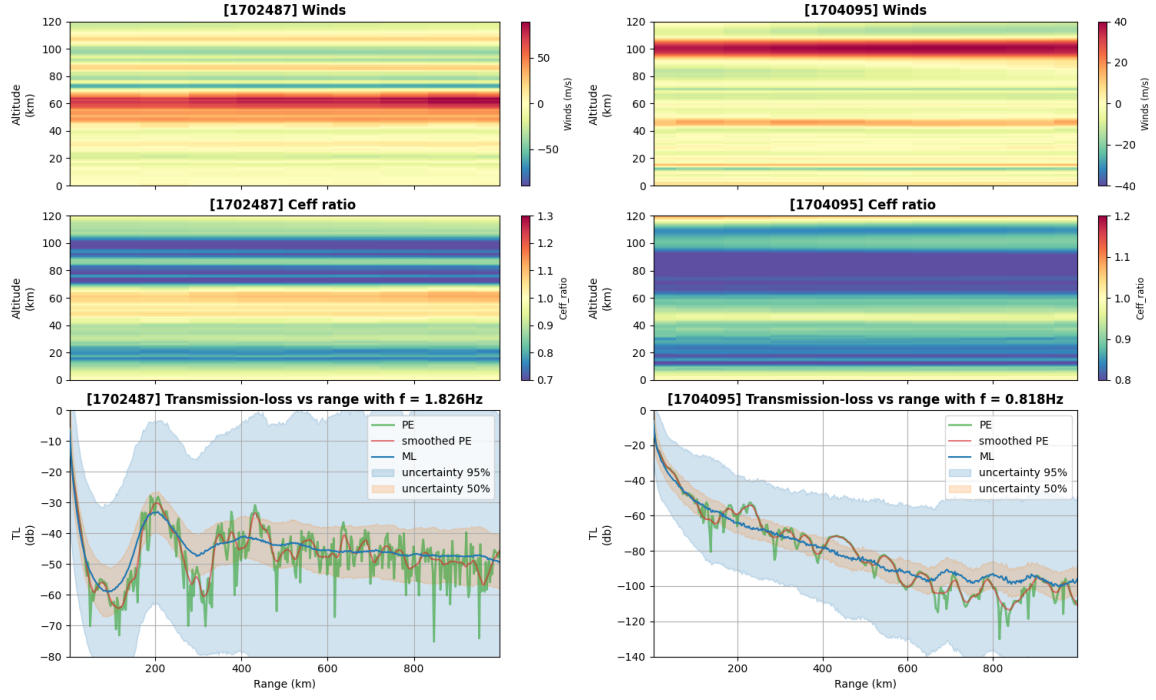 [1702487] Winds
[1704095] Winds
120
100
80
60
40
20
0
Altitude
(km)
50
0
−50
Winds (m/s)
120
100
80
60
40
20
0
Altitude
(km)
40
20
0
−20
−40
Winds (m/s)
[1702487] Ceff ratio
[1704095] Ceff ratio
120
100
80
60
40
20
0
Altitude
(km)
1.3
1.2
1.1
1.0
0.9
0.8
0.7
Ceff_ratio
120
100
80
60
40
20
0
Altitude
(km)
1.2
1.1
1.0
0.9
0.8
Ceff_ratio
[1702487] Transmission-loss vs range with f = 1.826Hz
[1704095] Transmission-loss vs range with f = 0.818Hz
0
−10
−20
−30
−40
−50
−60
−70
−80
TL
(db)
PE
smoothed PE
ML
uncertainty 95%
uncertainty 50%
200
400
600
800
1000
Range (km)
0
−20
−40
−60
−80
−100
−120
−140
TL
(db)
PE
smoothed PE
ML
uncertainty 95%
uncertainty 50%
200
400
600
800
1000
Range (km)